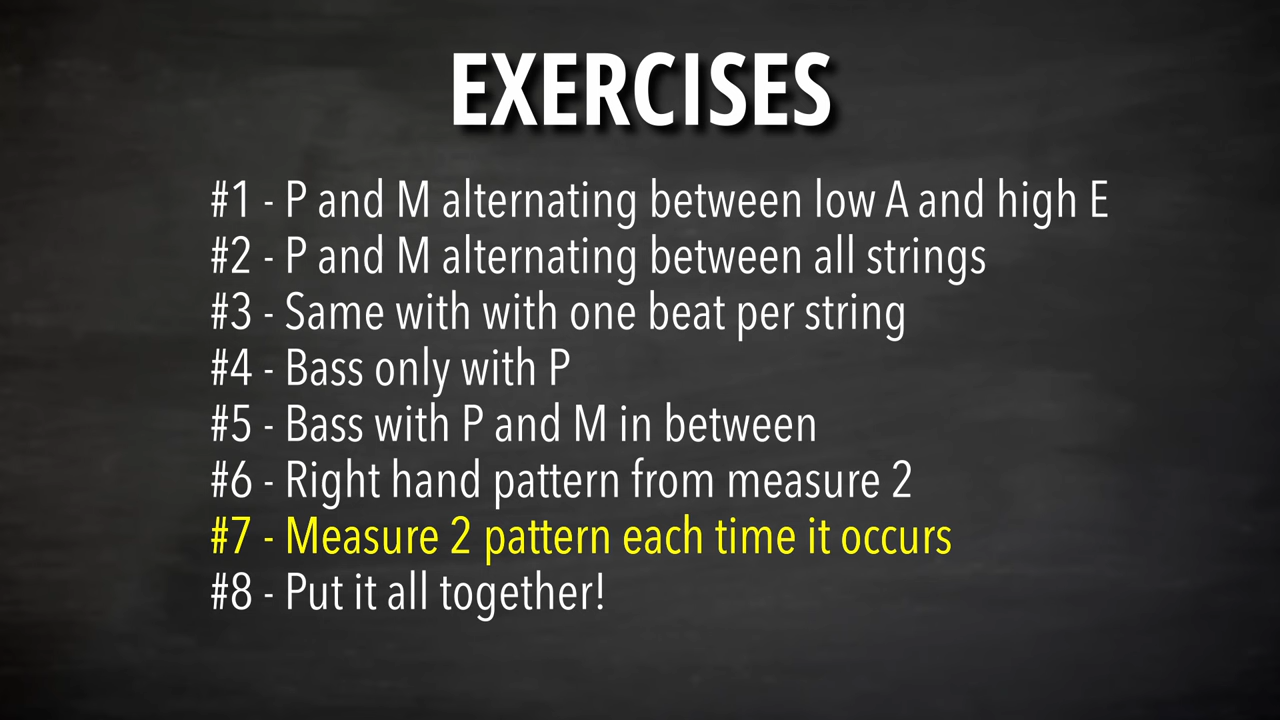 EXERCISES
#1 - P and M alternating between low A and high E
#2 - P and M alternating between all strings
#3 - Same with with one beat per string
#4 - Bass only with P
#5 - Bass with P and M in between
#6 - Right hand pattern from measure 2
#7 - Measure 2 pattern each time it occurs
#8 - Put it all together!